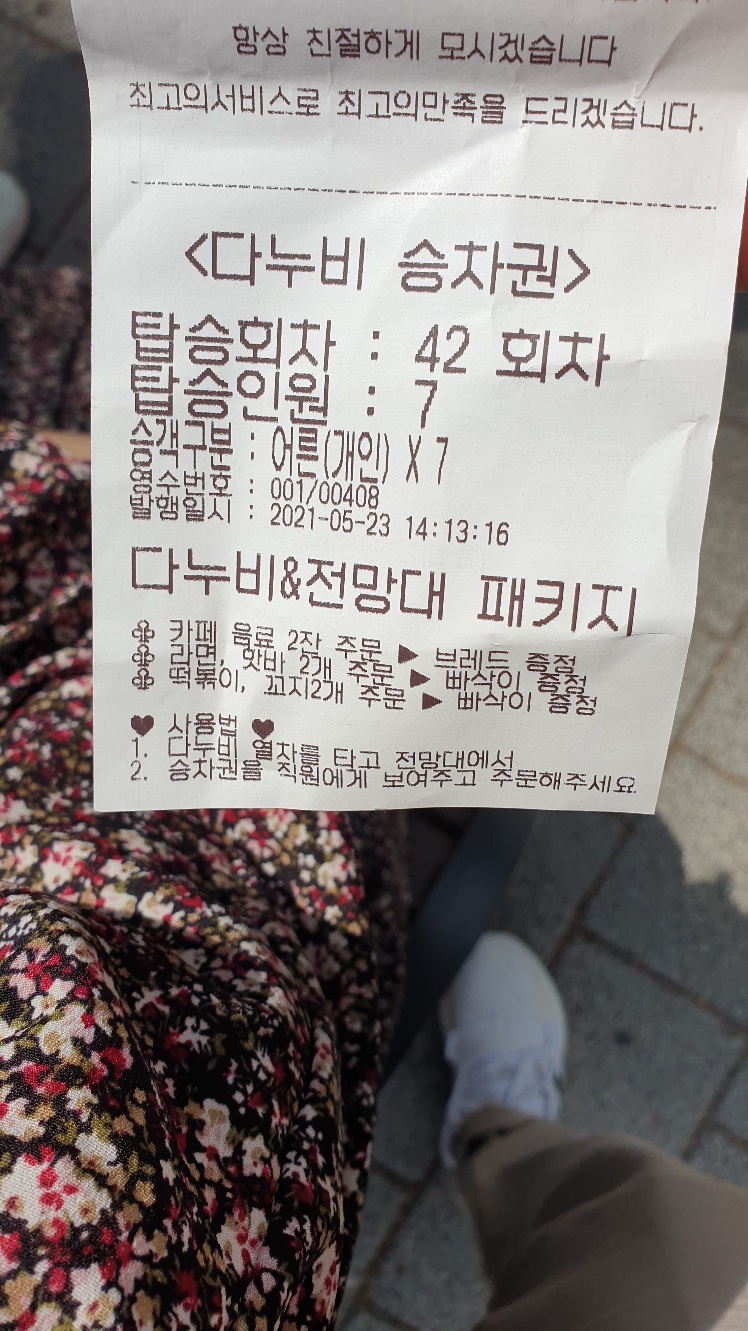 항상 친절하게 모시겠습니다
최고의서비스로 최고의만족을 드리겠습니다.
<다누비 승차권>
탑승회차 : 42 회차
탑승인원 : 7
승객구분 : 어른(개인) X 7
영수번호 : 001/00408
발행일시 : 2021-05-23 14:13:16
다누비&전망대 패키지
♧ 카페 음료 2잔 주문 ▶ 브레드 증정
♧ 라면, 핫바 2개 주문 ▶ 빠삭이 증정
♧ 떡볶이, 꼬지2개 주문 ▶ 빠삭이 증정
♥ 사용법 ♥
1. 다누비 열차를 타고 전망대에서
2. 승차권을 직원에게 보여주고 주문해주세요